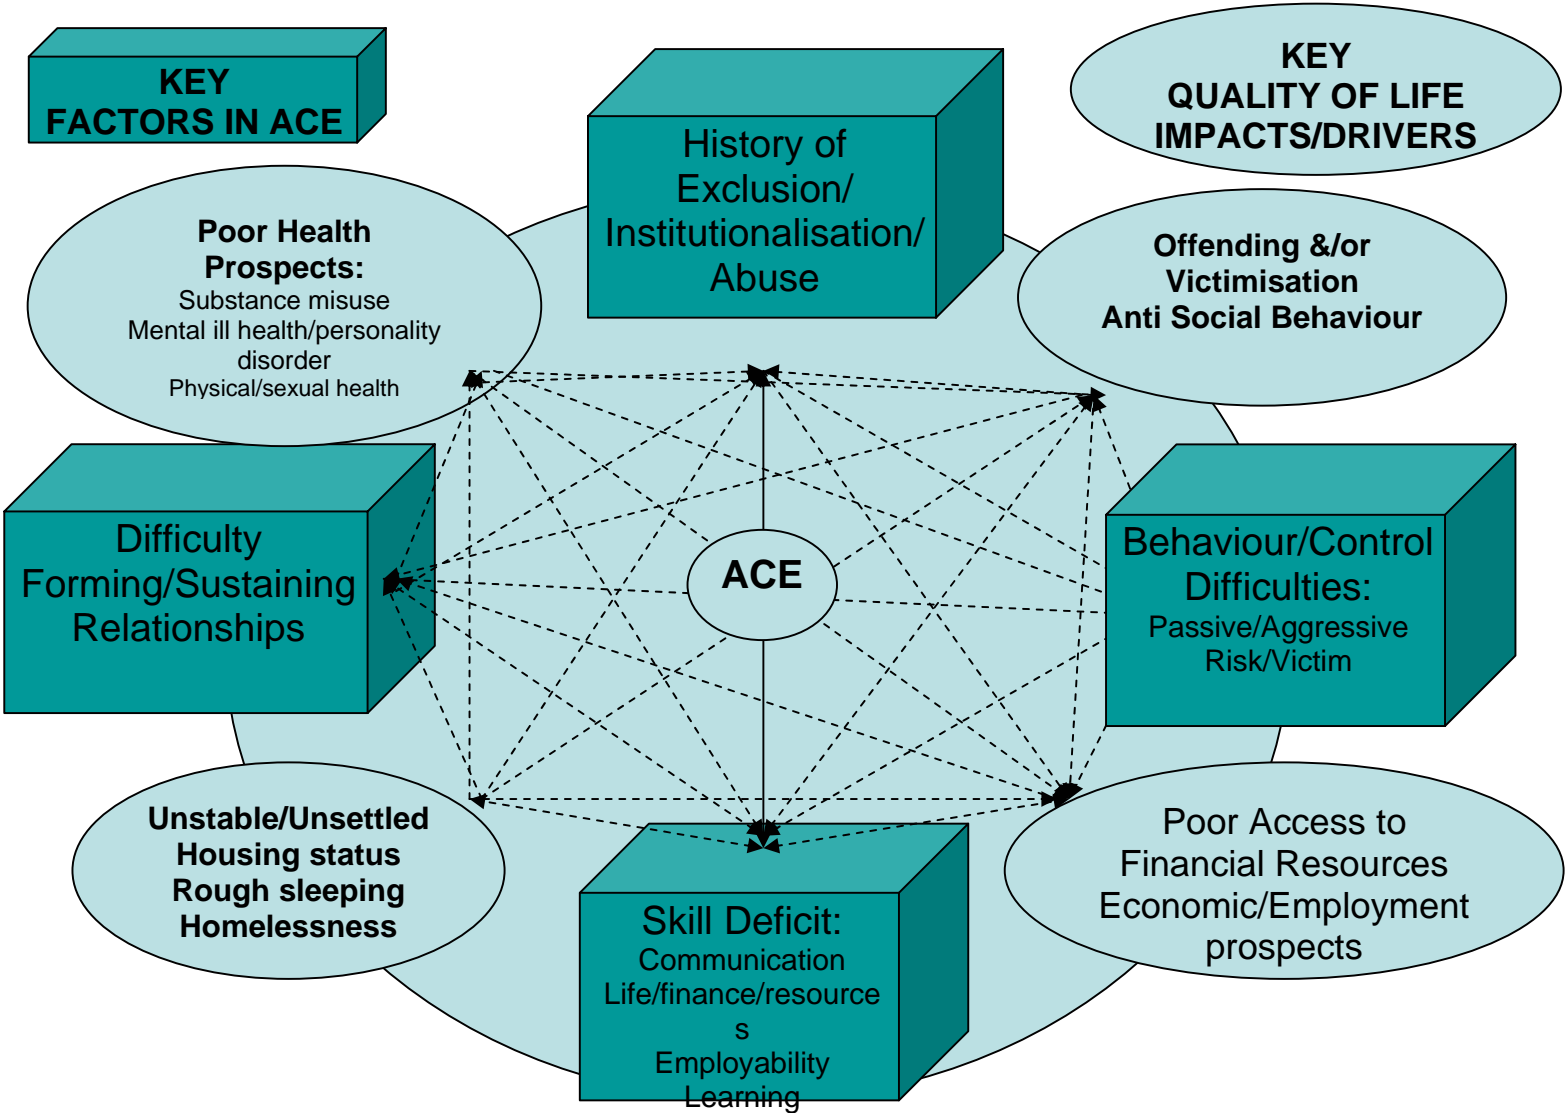 KEY
FACTORS IN ACE
KEY
QUALITY OF LIFE
IMPACTS/DRIVERS
History of
Exclusion/
Institutionalisation/
Abuse
Poor Health
Prospects:
Substance misuse
Mental ill health/personality
disorder
Physical/sexual health
Offending &/or
Victimisation
Anti Social Behaviour
Difficulty
Forming/Sustaining
Relationships
ACE
Behaviour/Control
Difficulties:
Passive/Aggressive
Risk/Victim
Unstable/Unsettled
Housing status
Rough sleeping
Homelessness
Skill Deficit:
Communication
Life/finance/resource
s
Employability
Learning
Poor Access to
Financial Resources
Economic/Employment
prospects